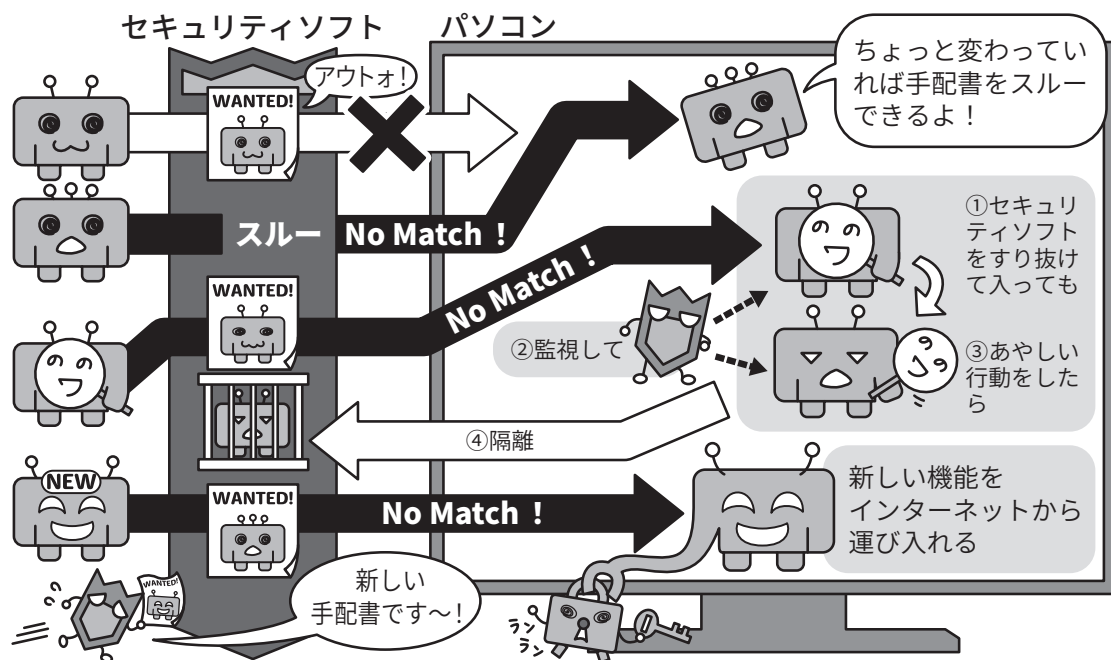 セキュリティソフト
パソコン
アウトォ!
WANTED!
ちょっと変わってい
れば手配書をスルー
できるよ!
スルー
No Match !
①セキュリ
ティソフト
をすり抜け
て入っても
WANTED!
No Match !
②監視して
③あやしい
行動をした
ら
④隔離
NEW
WANTED!
No Match !
新しい機能を
インターネットから
運び入れる
WANTED!
新しい
手配書です〜!
ラン
ラン